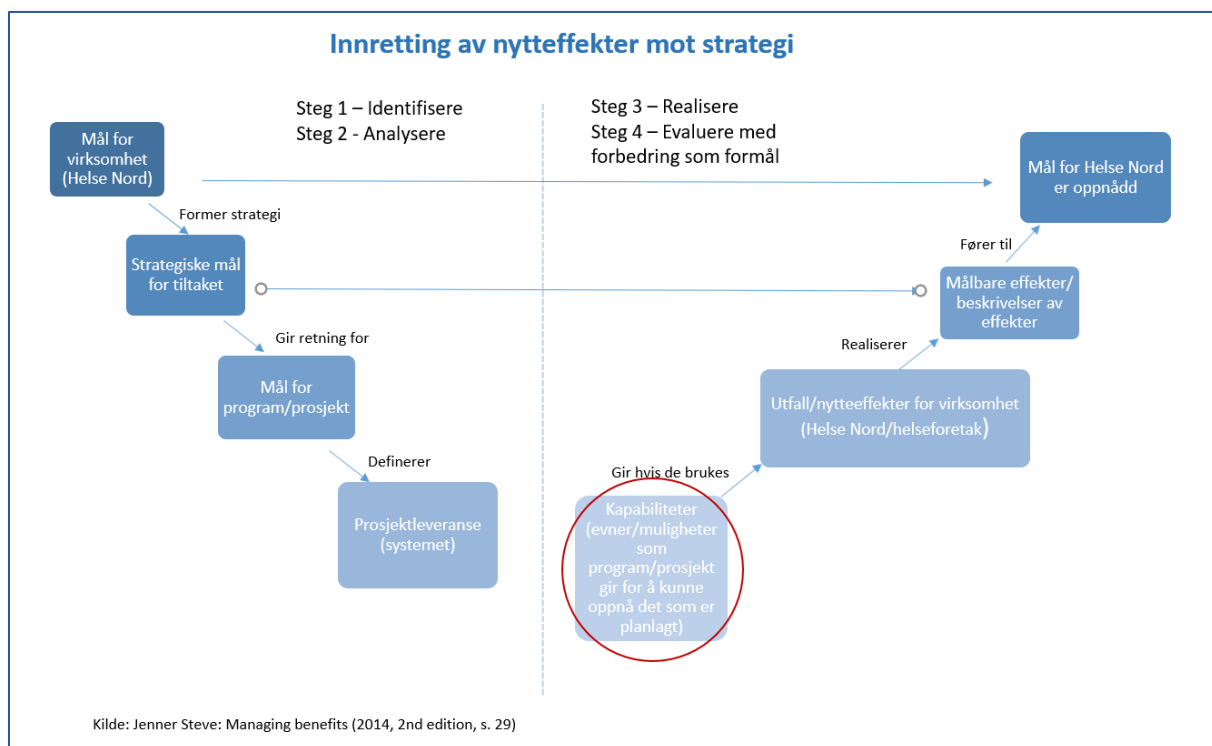 Innretting av nytteffekter mot strategi
Steg 1 – Identifisere
Steg 2 - Analysere
Steg 3 – Realisere
Steg 4 – Evaluere med
forbedring som formål
Mål for
virksomhet
(Helse Nord)
Former strategi
Strategiske mål
for tiltaket
Gir retning for
Mål for
program/prosjekt
Definerer
Prosjektleveranse
(systemet)
Kapabiliteter
(evner/muligheter
som
program/prosjekt
gir for å kunne
oppnå det som er
planlagt)
Gir hvis de brukes
Utfall/nytteeffekter for virksomhet
(Helse Nord/helseforetak)
Realiserer
Målbare effekter/
beskrivelser av
effekter
Fører til
Mål for Helse Nord
er oppnådd
Kilde: Jenner Steve: Managing benefits (2014, 2nd edition, s. 29)